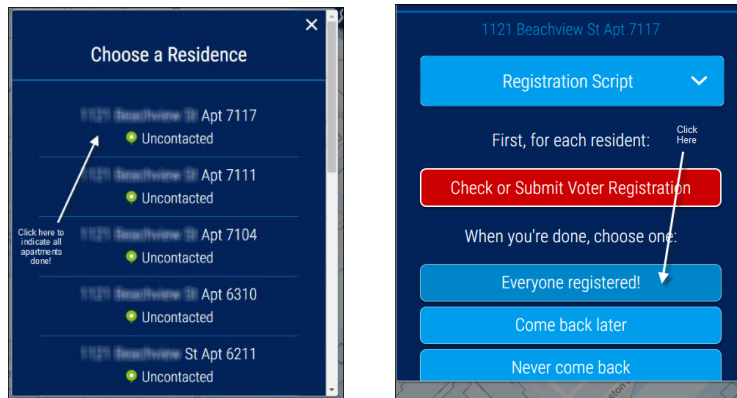 Choose a Residence
Apt 7117
Uncontacted
Apt 7111
Uncontacted
Click here to
indicate all
apartments
done!
Apt 7104
Uncontacted
Apt 6310
Uncontacted
St Apt 6211
Uncontacted
1121 Beachview St Apt 7117
Registration Script
First, for each resident:
Click
Here
Check or Submit Voter Registration
When you're done, choose one:
Everyone registered!
Come back later
Never come back